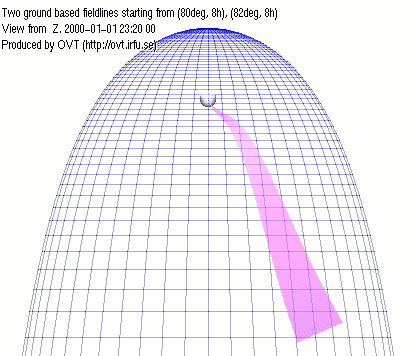 Two ground based fieldlines starting from (80deg, 8h), (82deg, 8h)
View from  Z. 2000-01-01 23:20 00
Produced by OVT (http://ovt.irfu.se)